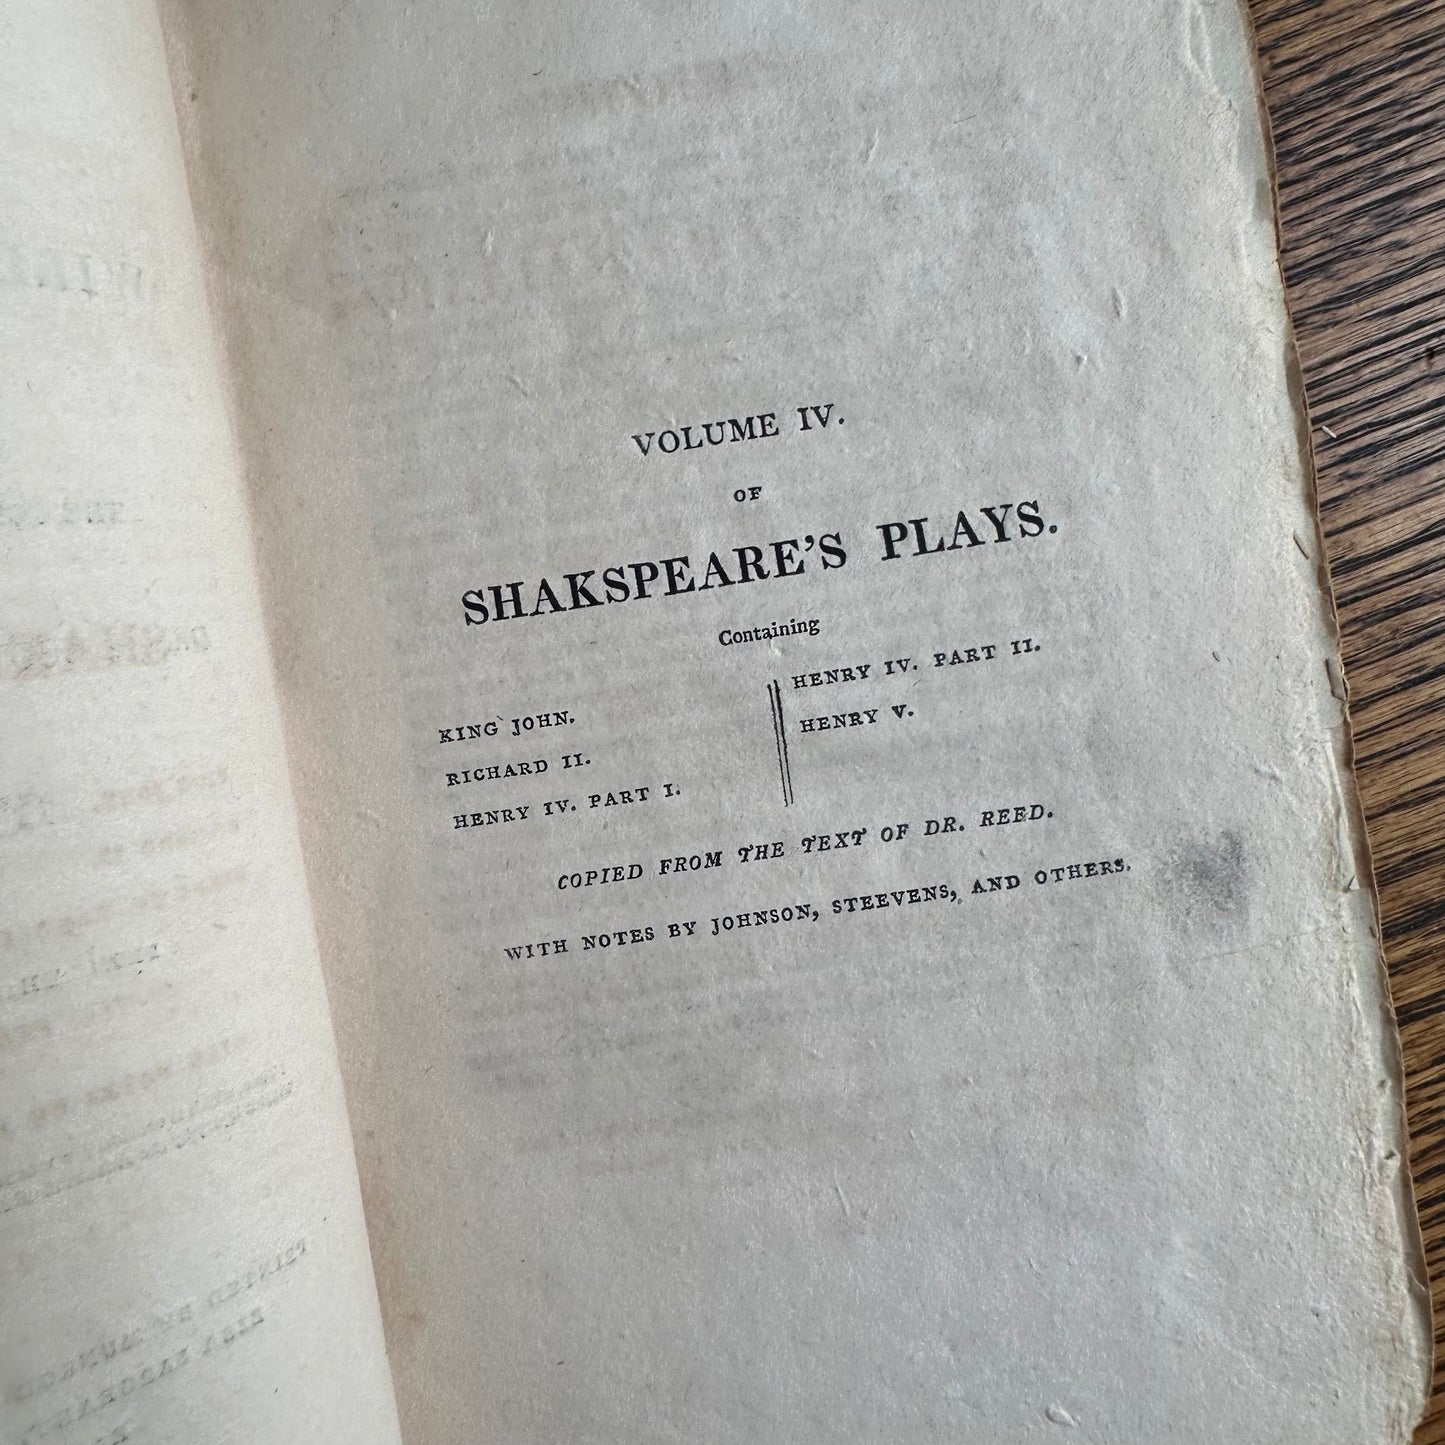 VOLUME IV.
OF
SHAKSPEARE'S PLAYS.
Containing
KING JOHN.
RICHARD II.
HENRY IV. PART I.
HENRY IV. PART II.
HENRY V.
COPIED FROM THE TEXT OF DR. REED.
WITH NOTES BY JOHNSON, STEEVENS, AND OTHERS.